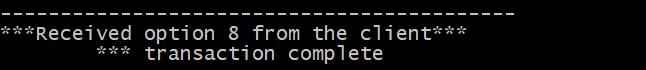 -------------------------------------------
***Received option 8 from the client***
        *** transaction complete